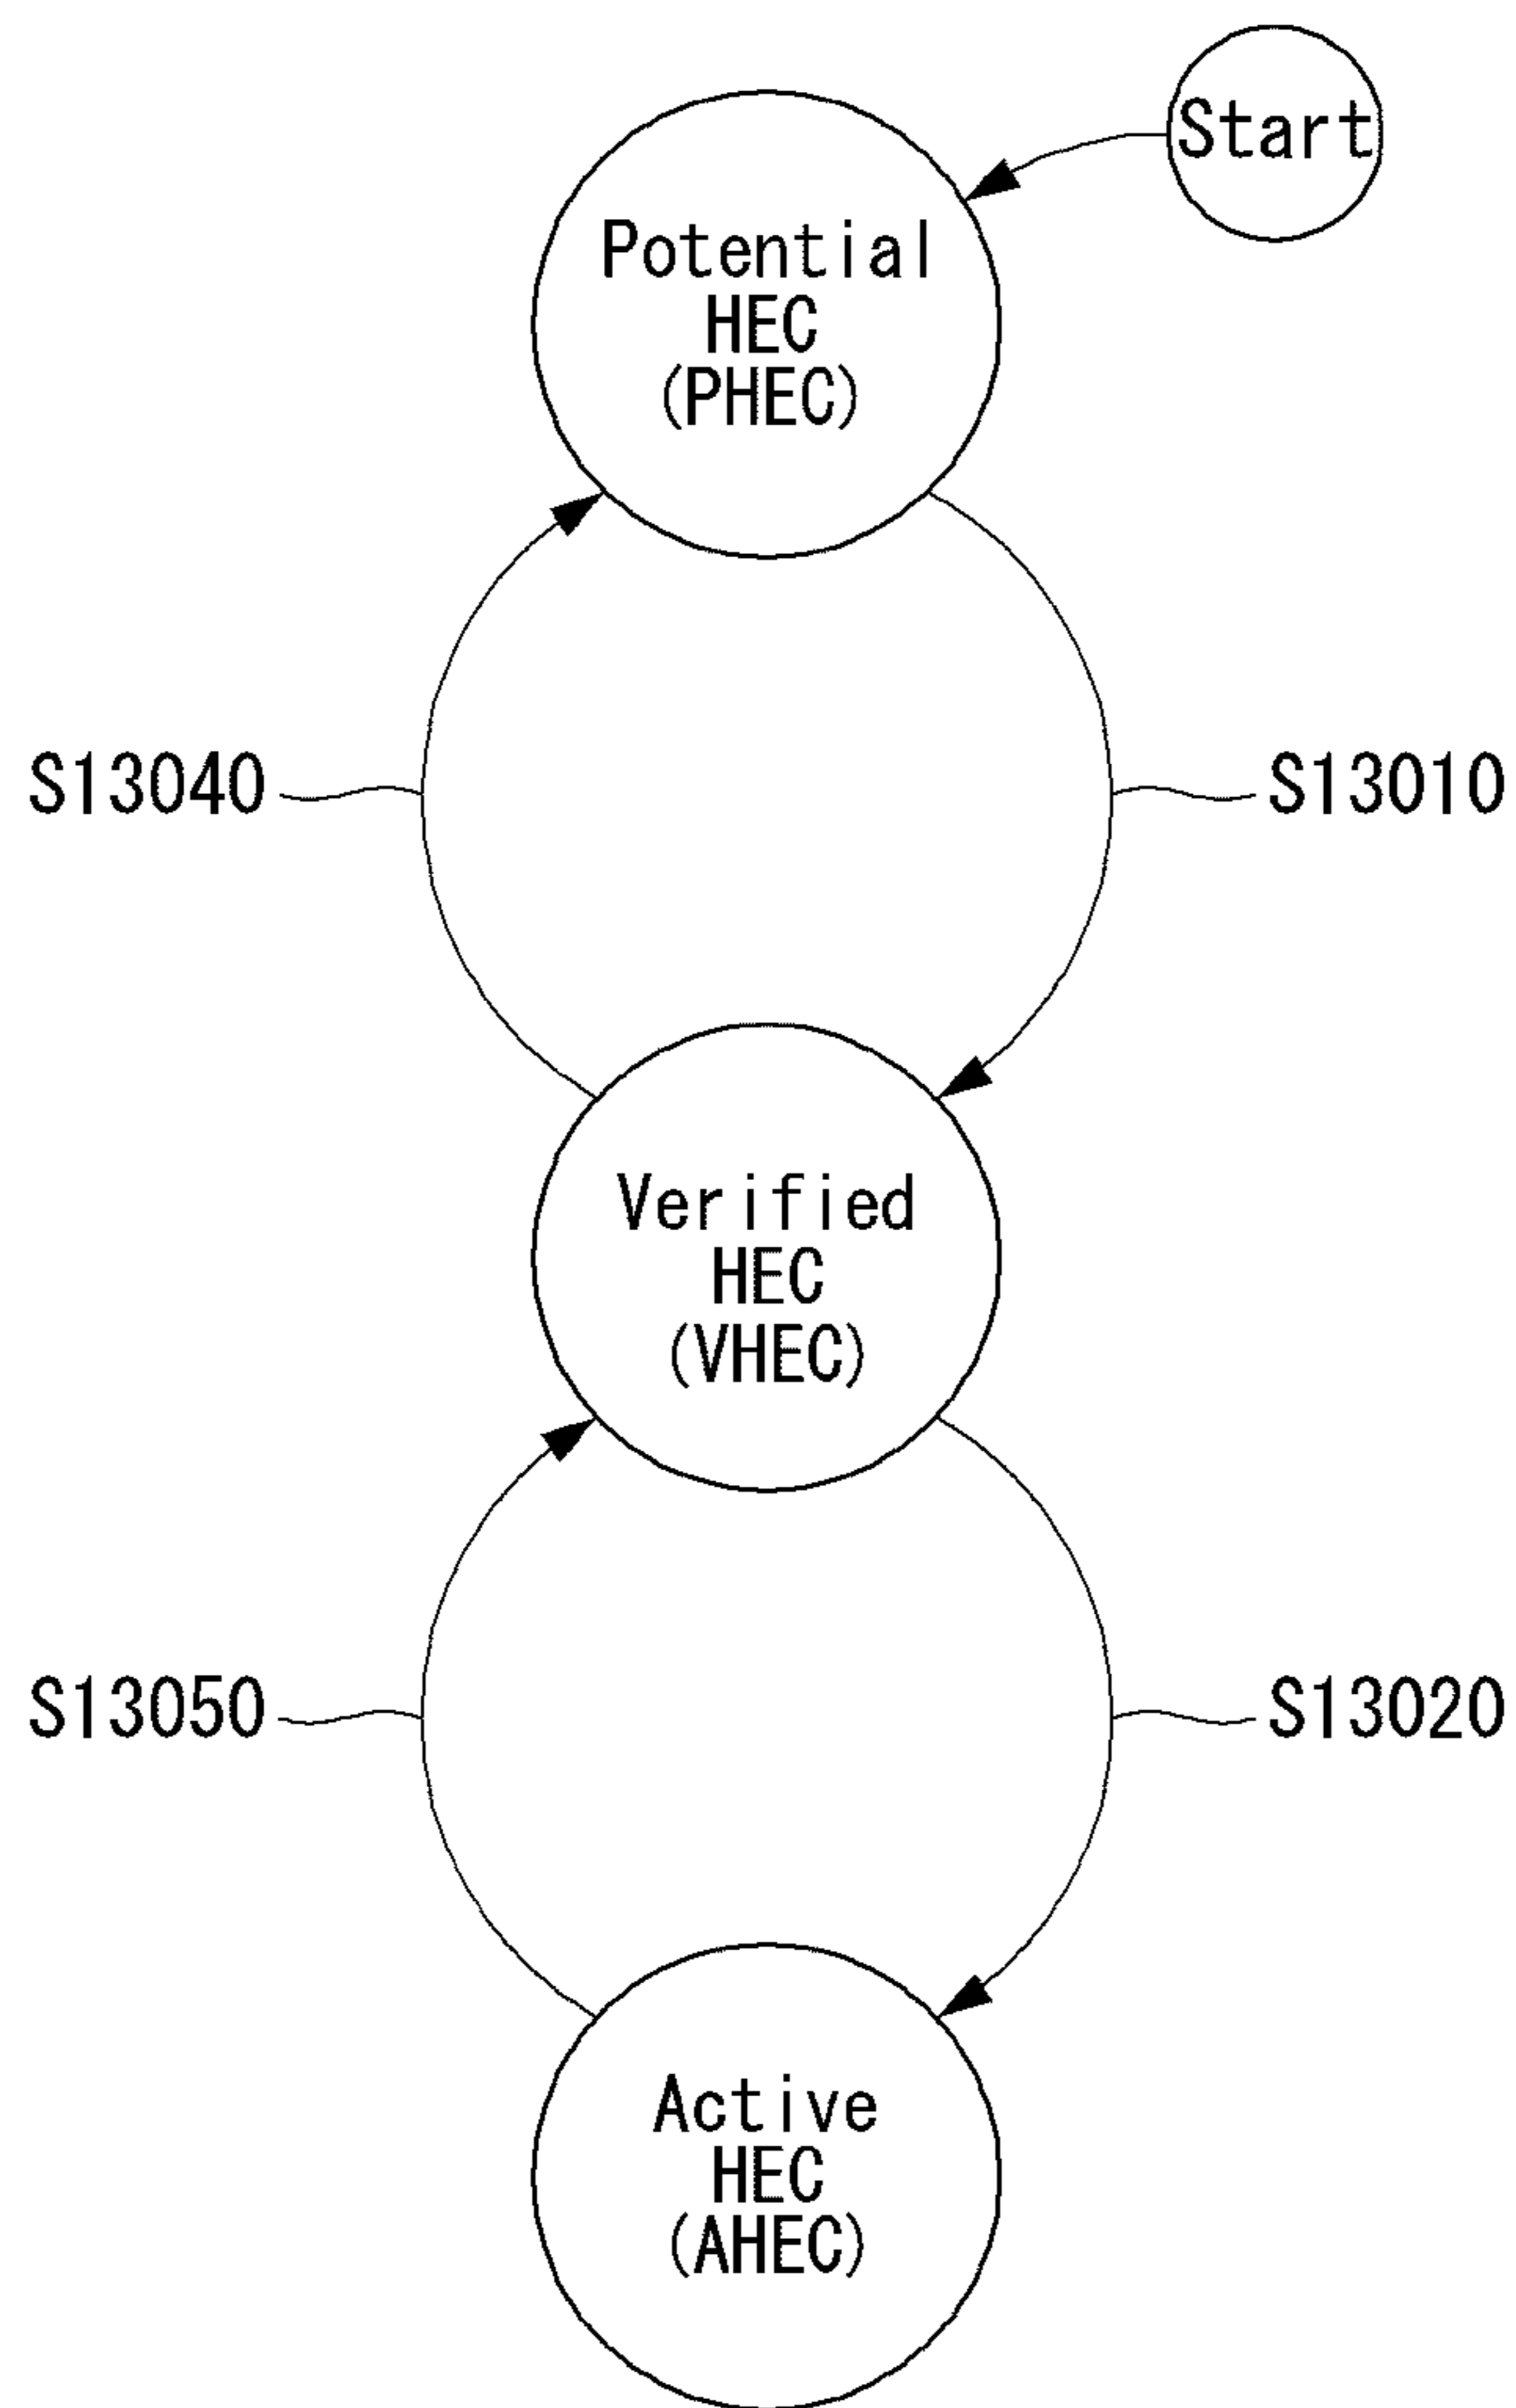 Start
Potential
HEC
(PHEC)
S13040
S13010
Verified
HEC
(VHEC)
S13050
S13020
Active
HEC
(AHEC)